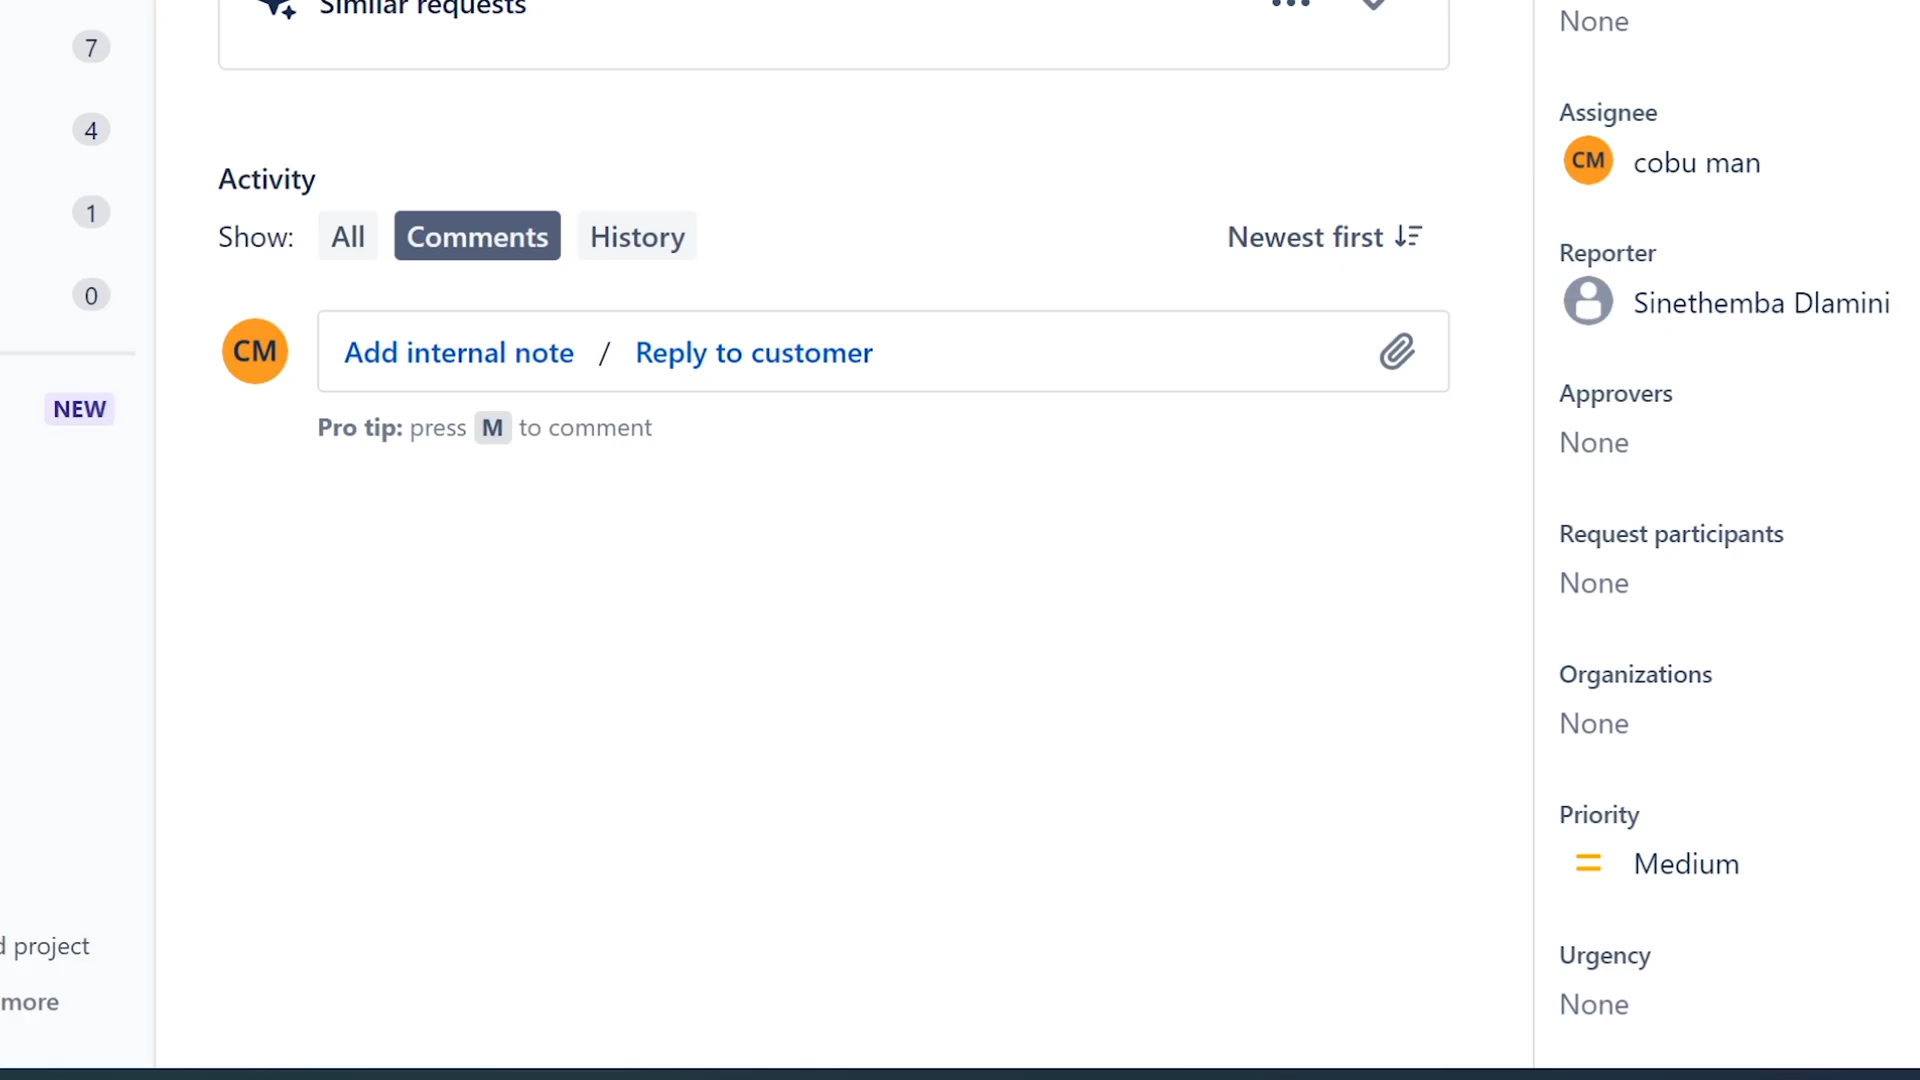 Similar requests
7
4
1
0
NEW
d project
more
Activity
Show: All Comments History
Newest first
CM
Add internal note / Reply to customer
Pro tip: press M to comment
None
Assignee
CM cobu man
Reporter
Sinethemba Dlamini
Approvers
None
Request participants
None
Organizations
None
Priority
Medium
Urgency
None